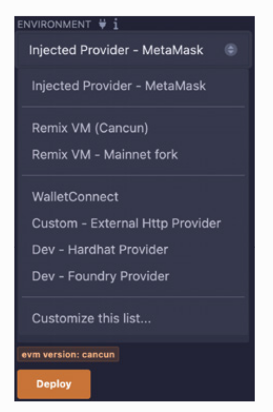 ENVIRONMENT
Injected Provider - MetaMask
Injected Provider - MetaMask
Remix VM (Cancun)
Remix VM - Mainnet fork
WalletConnect
Custom - External Http Provider
Dev - Hardhat Provider
Dev - Foundry Provider
Customize this list...
evm version: cancun
Deploy